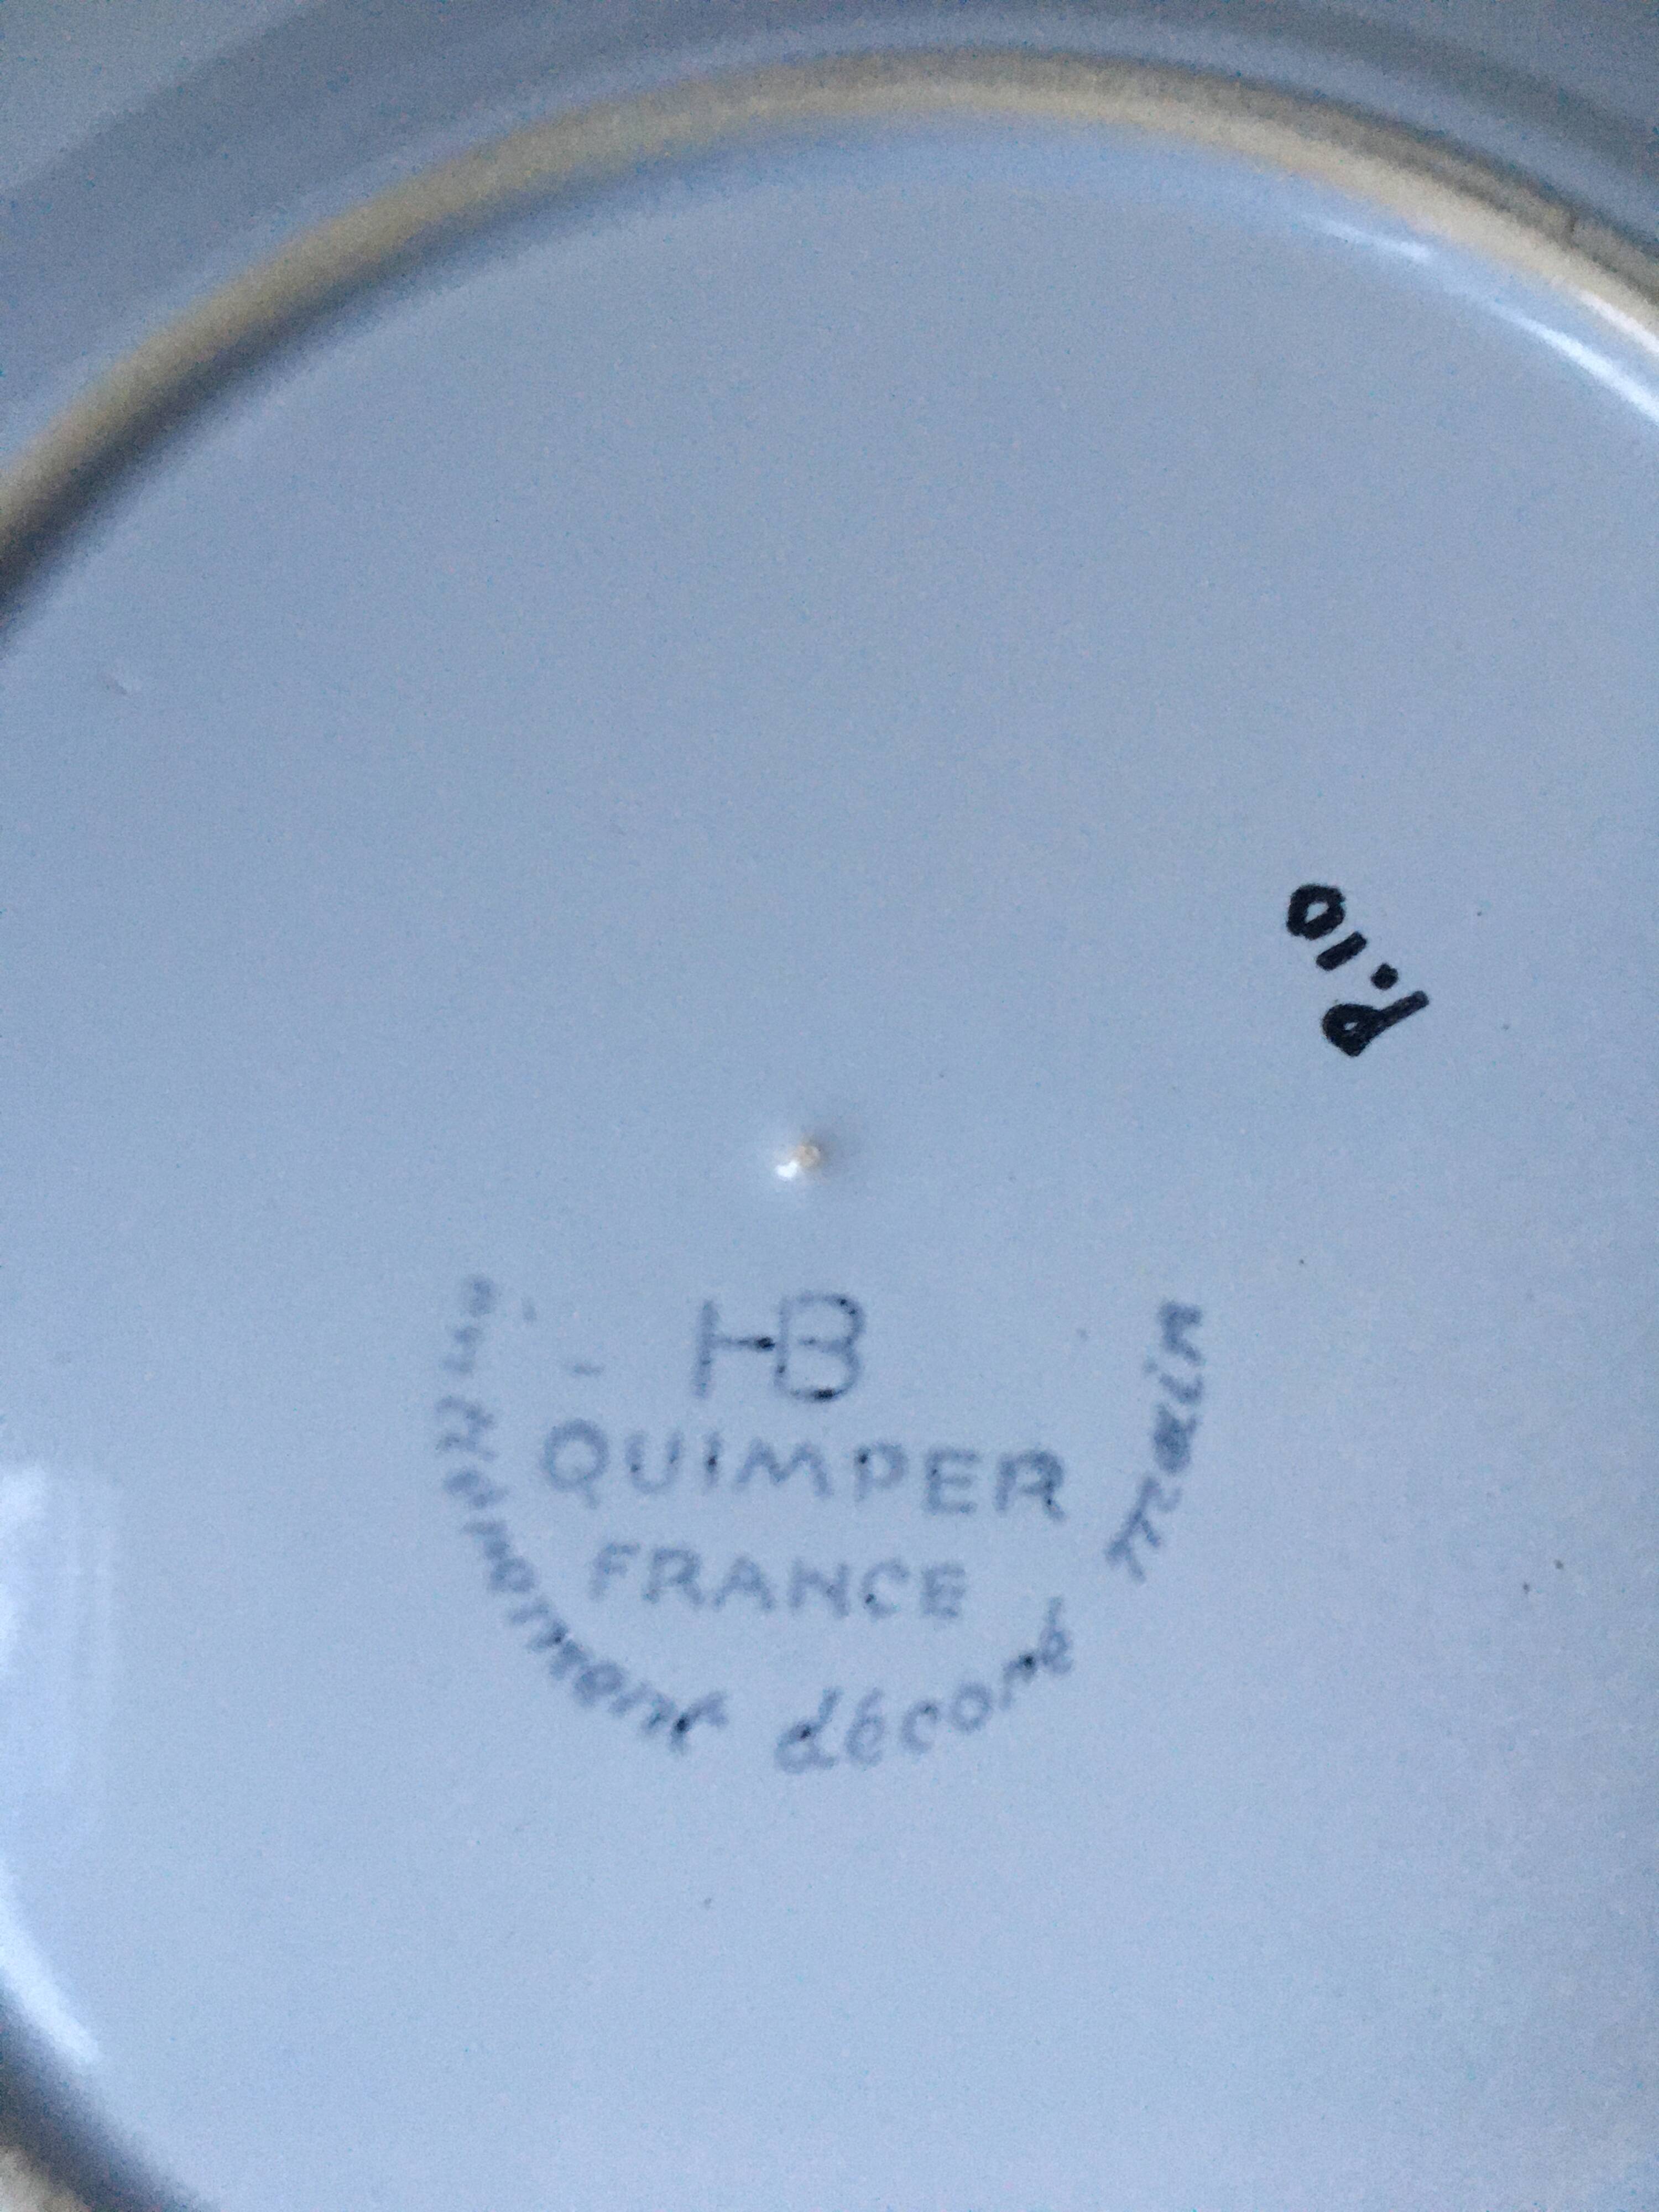 P.10
HB
QUIMPER
FRANCE
entièrement décoré main